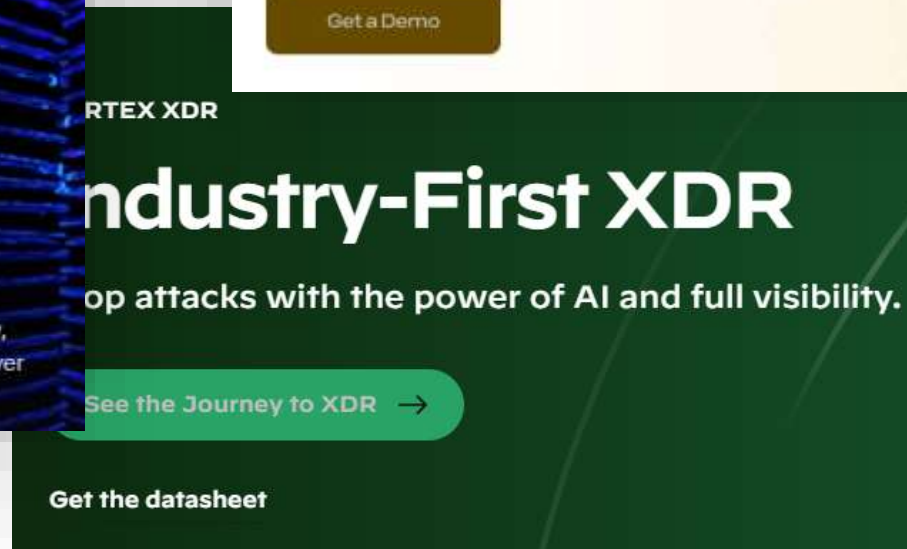 Get a Demo
RTEX XDR
ndustry-First XDR
op attacks with the power of AI and full visibility.
,
ver
See the Journey to XDR →
Get the datasheet